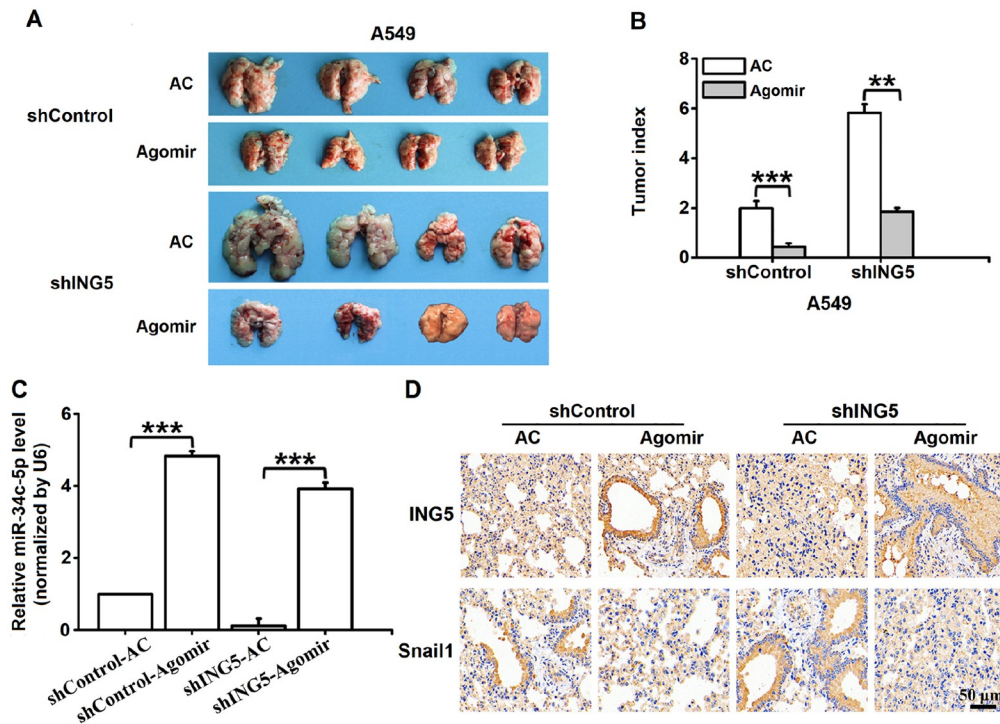 A
A549
shControl
AC
Agomir
shING5
AC
Agomir
B
Tumor index
8
6
4
2
0
AC
Agomir
***
**
shControl
shING5
A549
C
Relative miR-34c-5p level
(normalized by U6)
6
4
2
0
***
***
shControl-AC
shControl-Agomir
shING5-AC
shING5-Agomir
D
shControl
shING5
AC
Agomir
AC
Agomir
ING5
Snail1
50 μm